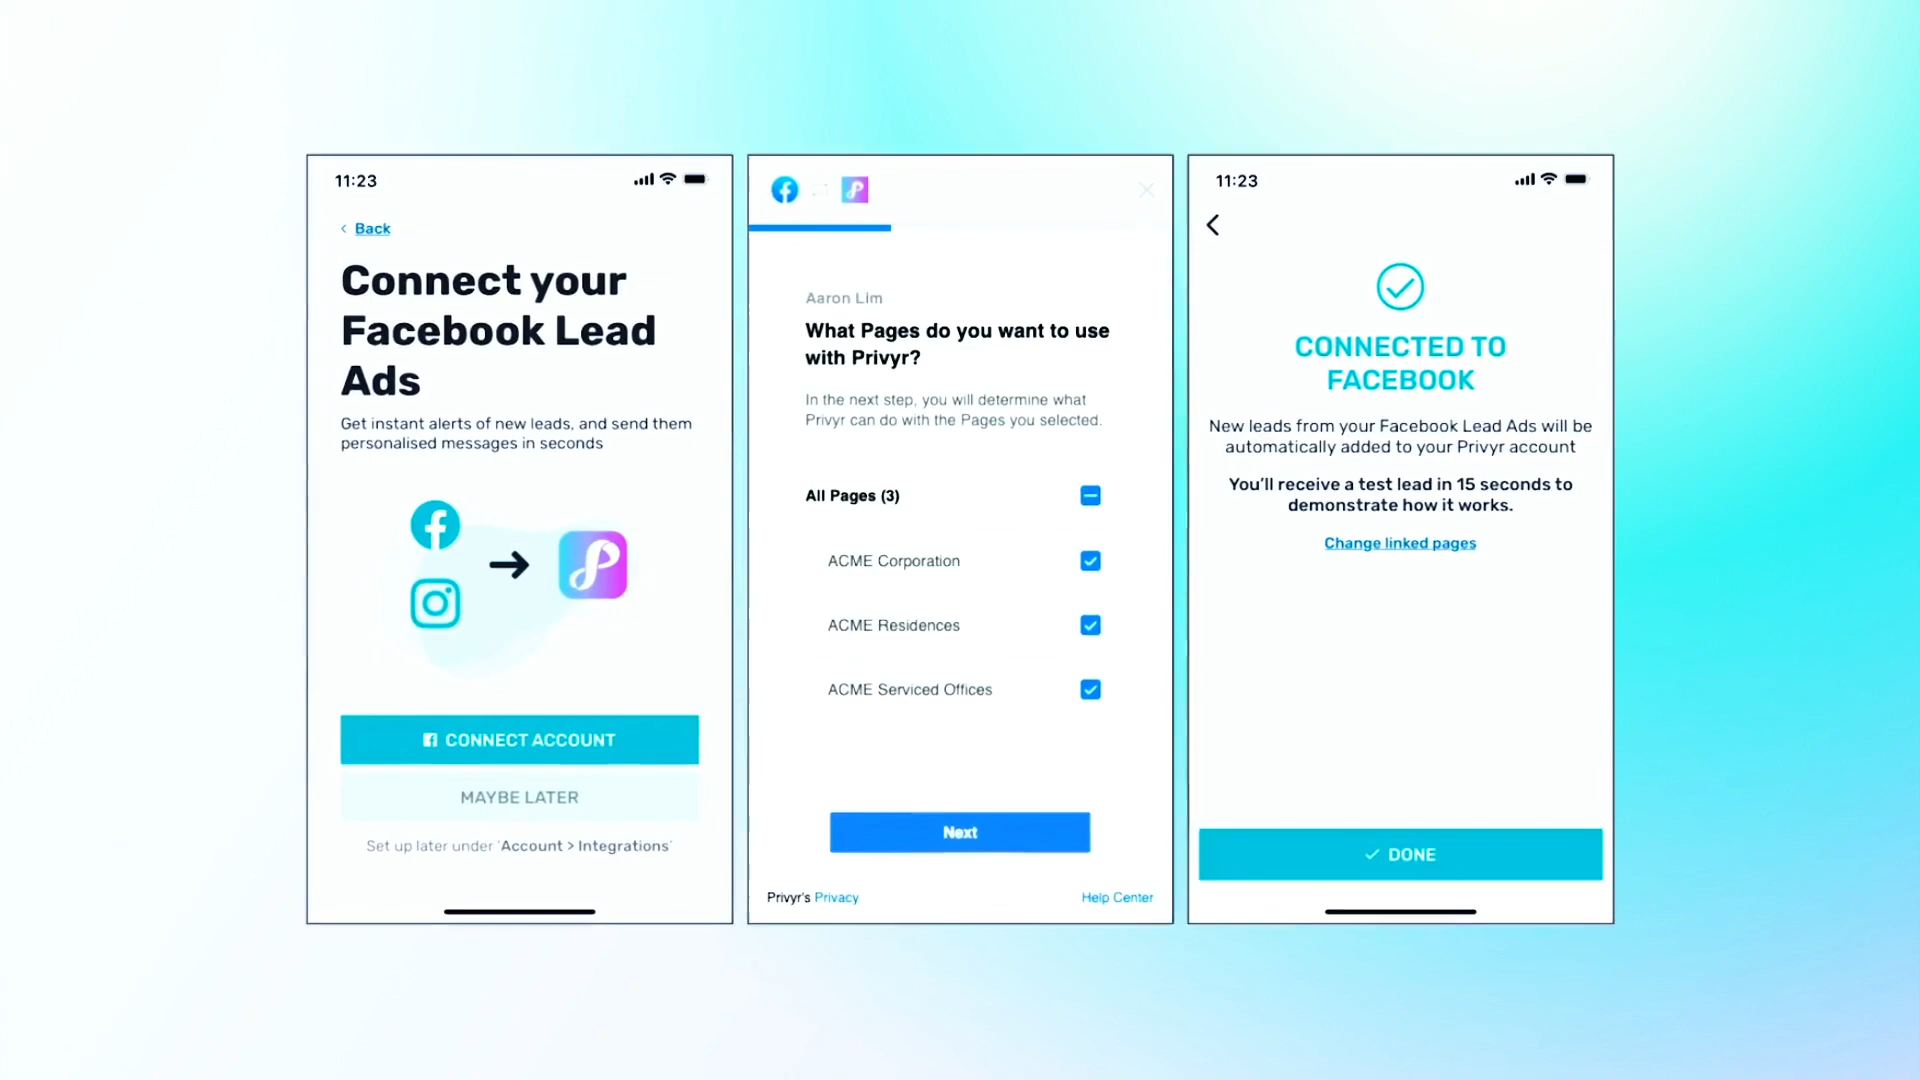 11:23
Back
Connect your
Facebook Lead
Ads
Get instant alerts of new leads, and send them
personalised messages in seconds
CONNECT ACCOUNT
MAYBE LATER
Set up later under 'Account > Integrations'
Aaron Lim
What Pages do you want to use
with Privyr?
In the next step, you will determine what
Privyr can do with the Pages you selected.
All Pages (3)
ACME Corporation
ACME Residences
ACME Serviced Offices
Next
Privyr's Privacy
Help Center
11:23
CONNECTED TO
FACEBOOK
New leads from your Facebook Lead Ads will be
automatically added to your Privyr account
You'll receive a test lead in 15 seconds to
demonstrate how it works.
Change linked pages
DONE